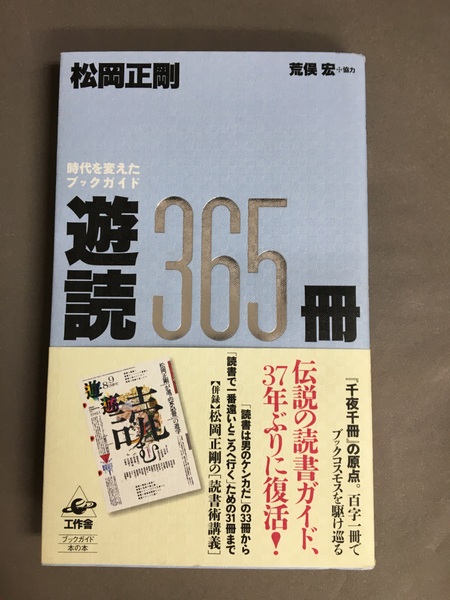 松岡正剛
荒俣 宏+協力
時代を変えた
ブックガイド
遊読365冊
『千夜千冊』の原点。百字一冊で
ブックコスモスを駆け巡る
伝説の読書ガイド、
37年ぶりに復活!
「読書は男のケンカだ」の33冊から
「読書で一番遠いところへ行く」ための31冊まで
【併録】松岡正剛の[読書術講義]
遊
8
9
遊
読む
工作舎
ブックガイド
本の本